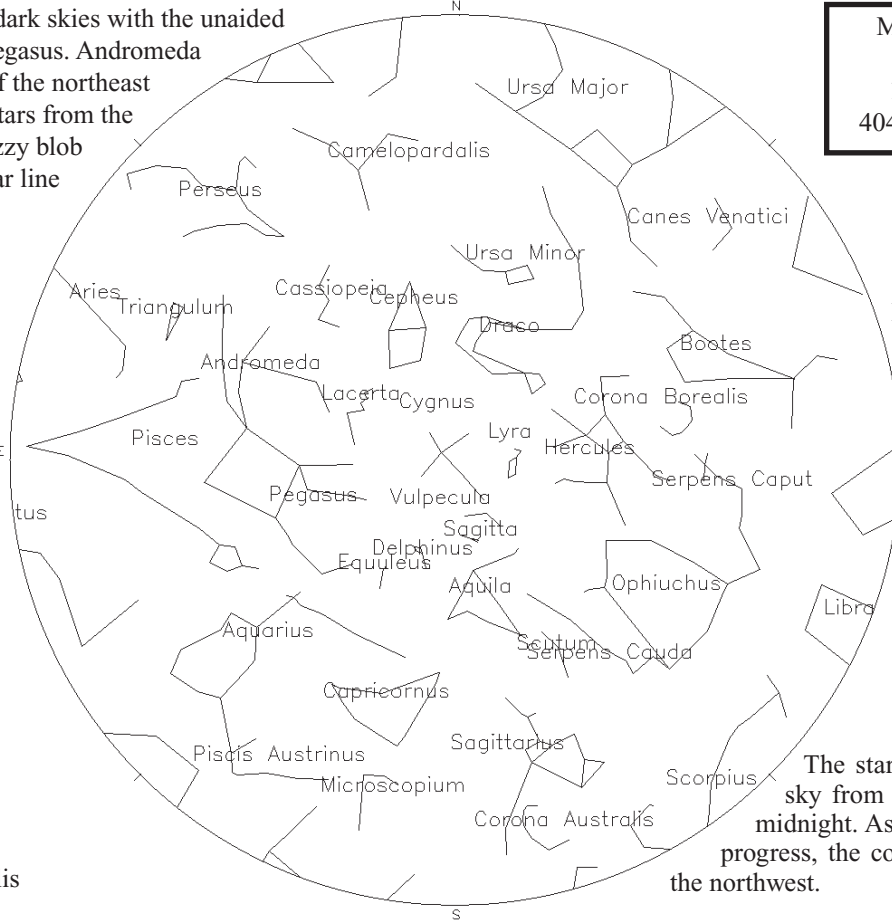 dark skies with the unaided
egasus. Andromeda
f the northeast
tars from the
zzy blob
ar line
N
M
404
Ursa Major
Camelopardalis
Perseus
Canes Venatici
Ursa Minor
Cassiopeia
Cepheus
Aries
Triangulum
Draco
Bootes
Andromeda
Lacerta
Cygnus
Corona Borealis
Pisces
Lyra
Hercules
E
Pegasus
Vulpecula
Serpens Caput
tus
Sagitta
Delphinus
Equuleus
Aquila
Ophiuchus
Libra
Aquarius
Scutum
Serpens Cauda
Capricornus
Sagittarius
Piscis Austrinus
Microscopium
Scorpius
Corona Australis
The star
sky from
midnight. As
progress, the co
the northwest.
is
S